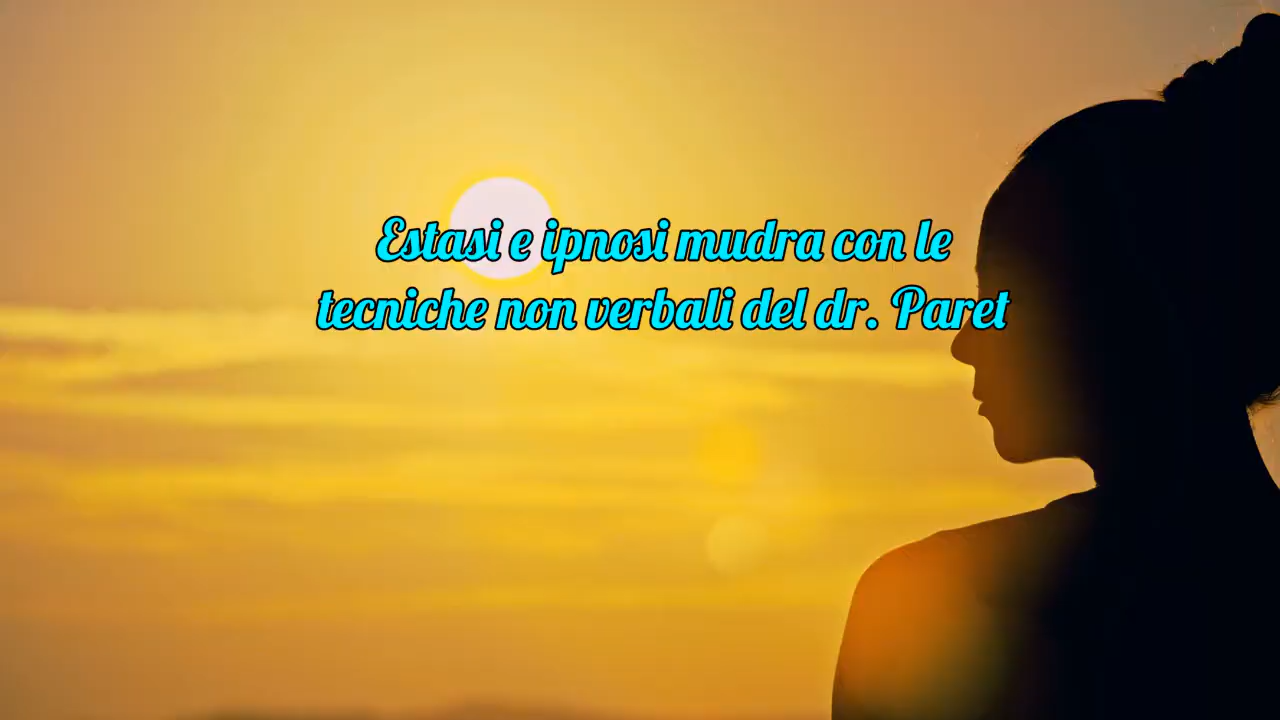 Estasi e ipnosi mudra con le
tecniche non verbali del dr. Paret